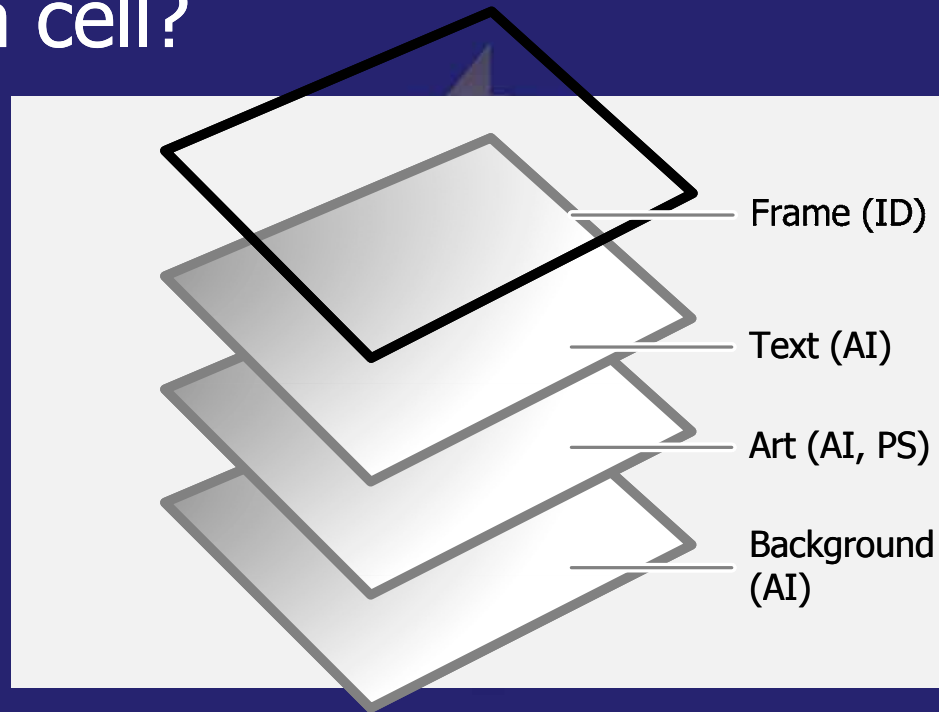 cell?
Frame (ID)
Text (AI)
Art (AI, PS)
Background
(AI)